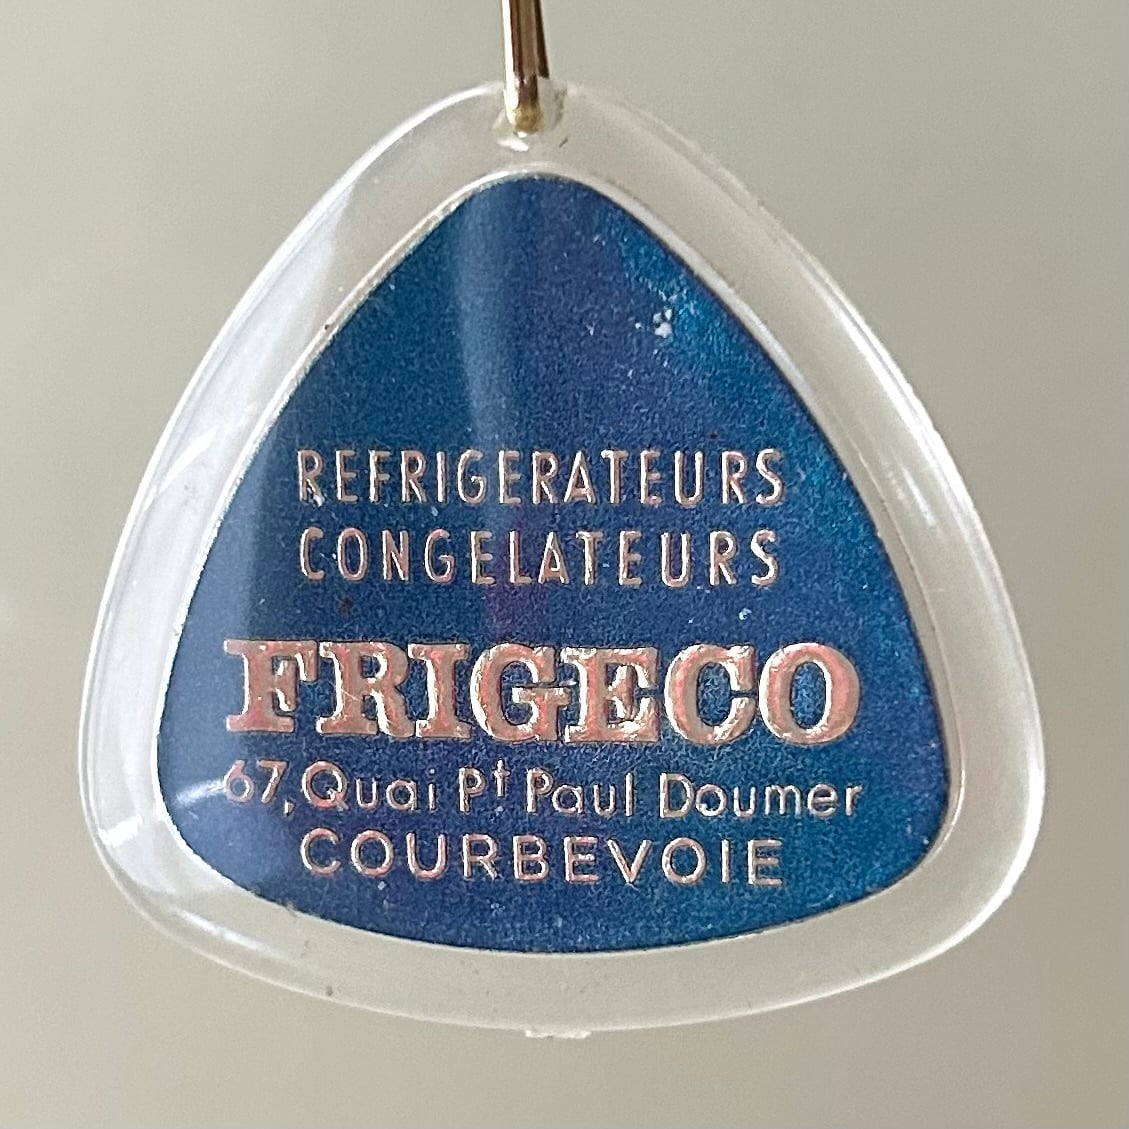 REFRIGERATEURS
CONGELATEURS
FRIGECO
67, Quai Pt Paul Doumer
COURBEVOIE